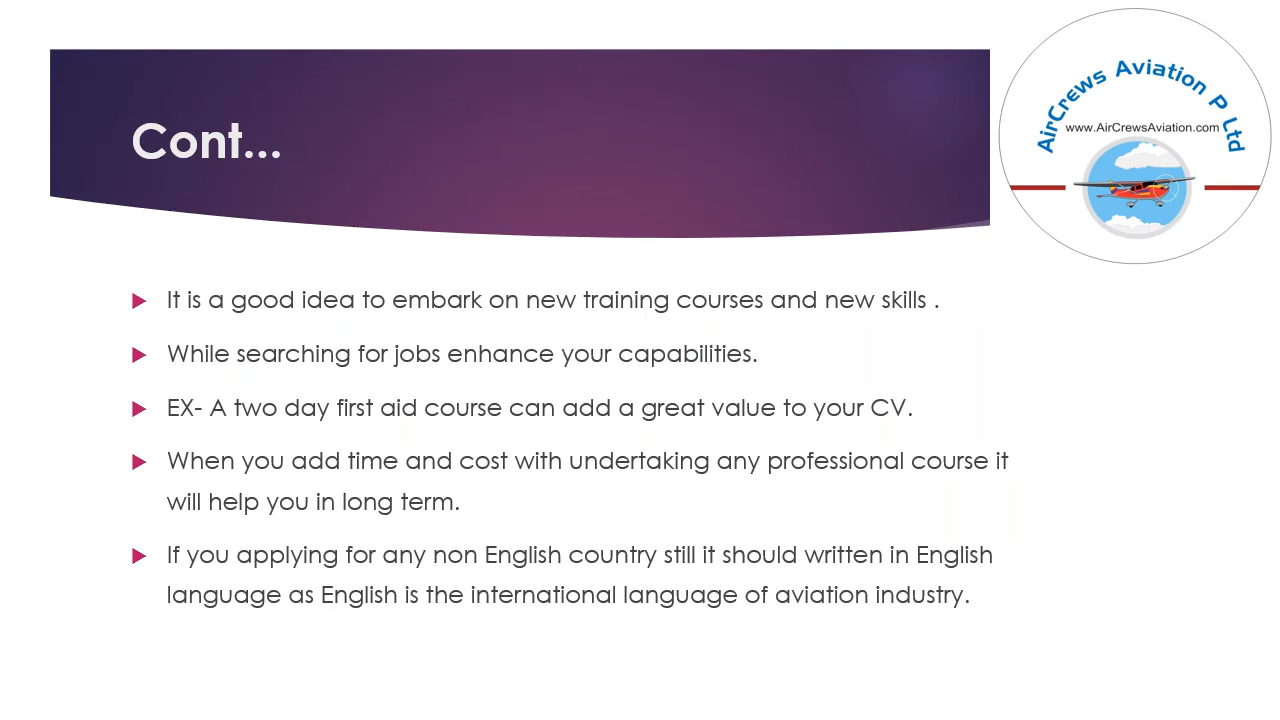 AirCrews Aviation P Ltd
www.AirCrewsAviation.com
Cont...
It is a good idea to embark on new training courses and new skills .
While searching for jobs enhance your capabilities.
EX- A two day first aid course can add a great value to your CV.
When you add time and cost with undertaking any professional course it
will help you in long term.
If you applying for any non English country still it should written in English
language as English is the international language of aviation industry.